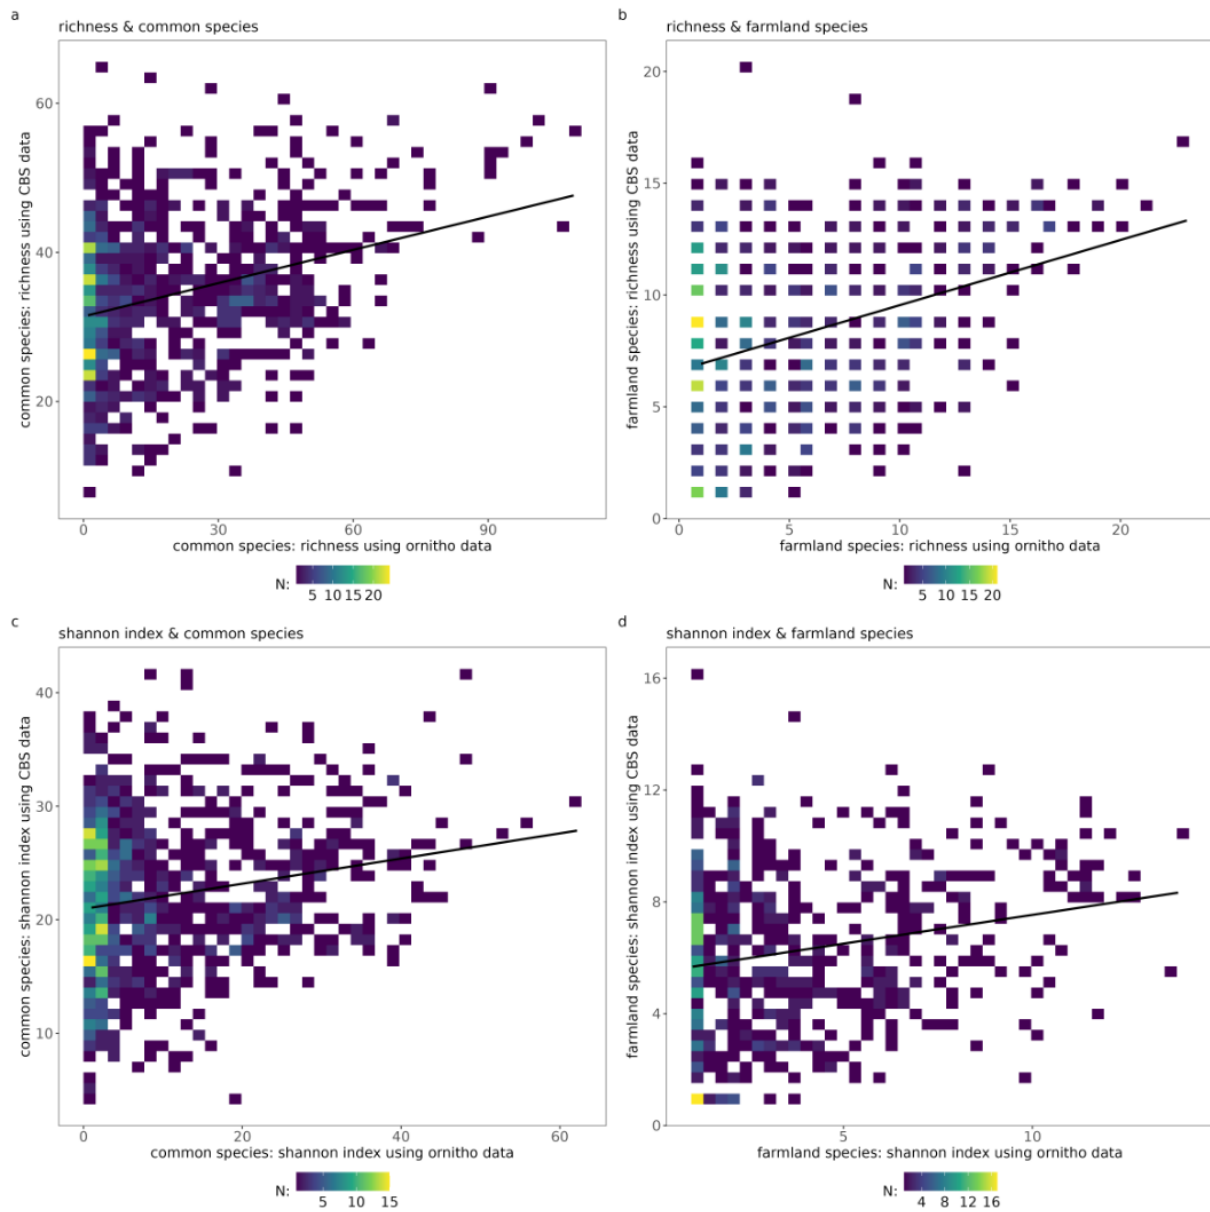 a
richness & common species
common species: richness using CBS data
60
40
20
0 30 60 90
common species: richness using ornitho data
N: 5 10 15 20
b
richness & farmland species
farmland species: richness using CBS data
20
15
10
5
0
0 5 10 15 20
farmland species: richness using ornitho data
N: 5 10 15 20
c
shannon index & common species
common species: shannon index using CBS data
40
30
20
10
0 20 40 60
common species: shannon index using ornitho data
N: 5 10 15
d
shannon index & farmland species
farmland species: shannon index using CBS data
16
12
8
4
0
5 10
farmland species: shannon index using ornitho data
N: 4 8 12 16